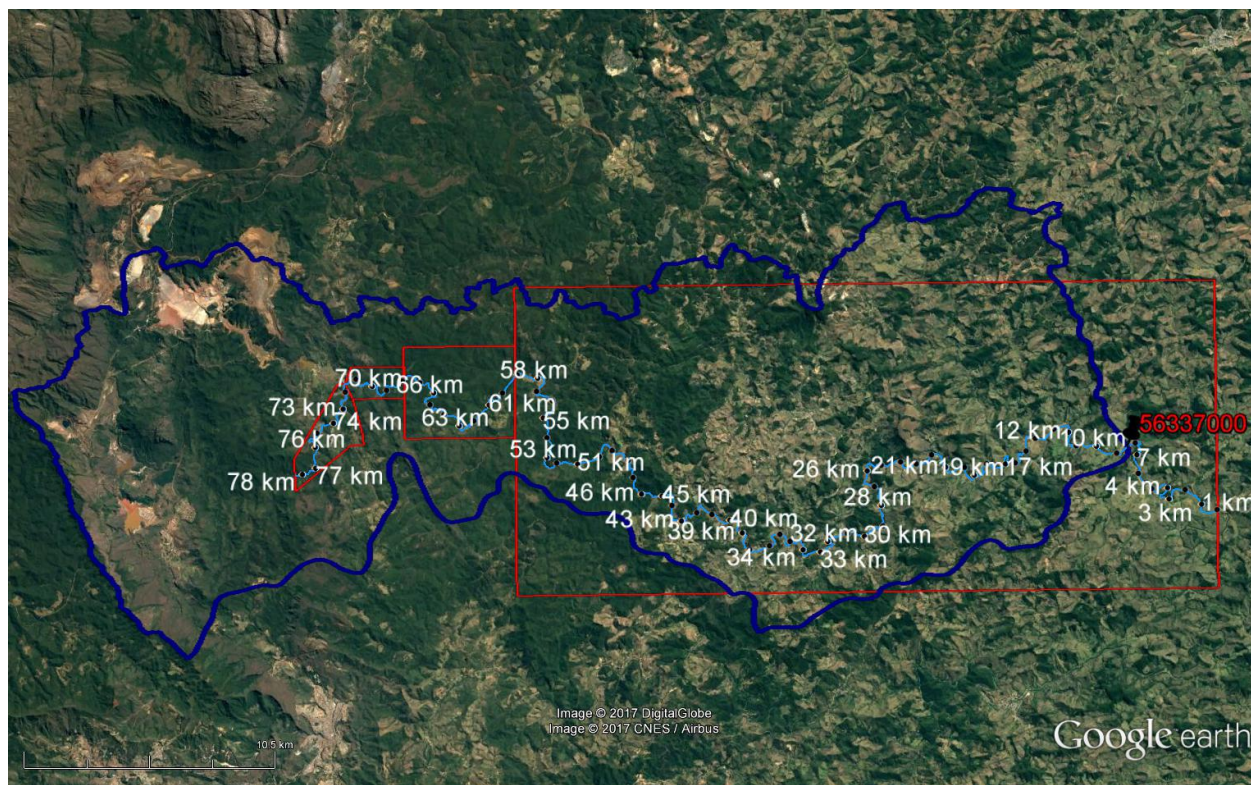 58 km
70 km
66 km
73 km
61 km
74 km
63 km
55 km
56337000
76 km
12 km
10 km
53 km
51 km
7 km
78 km
77 km
26 km
21 km
19 km
17 km
46 km
45 km
28 km
4 km
1 km
3 km
43 km
40 km
39 km
32 km
30 km
34 km
33 km
Image © 2017 DigitalGlobe
Image © 2017 CNES / Airbus
Google earth
10.5 km